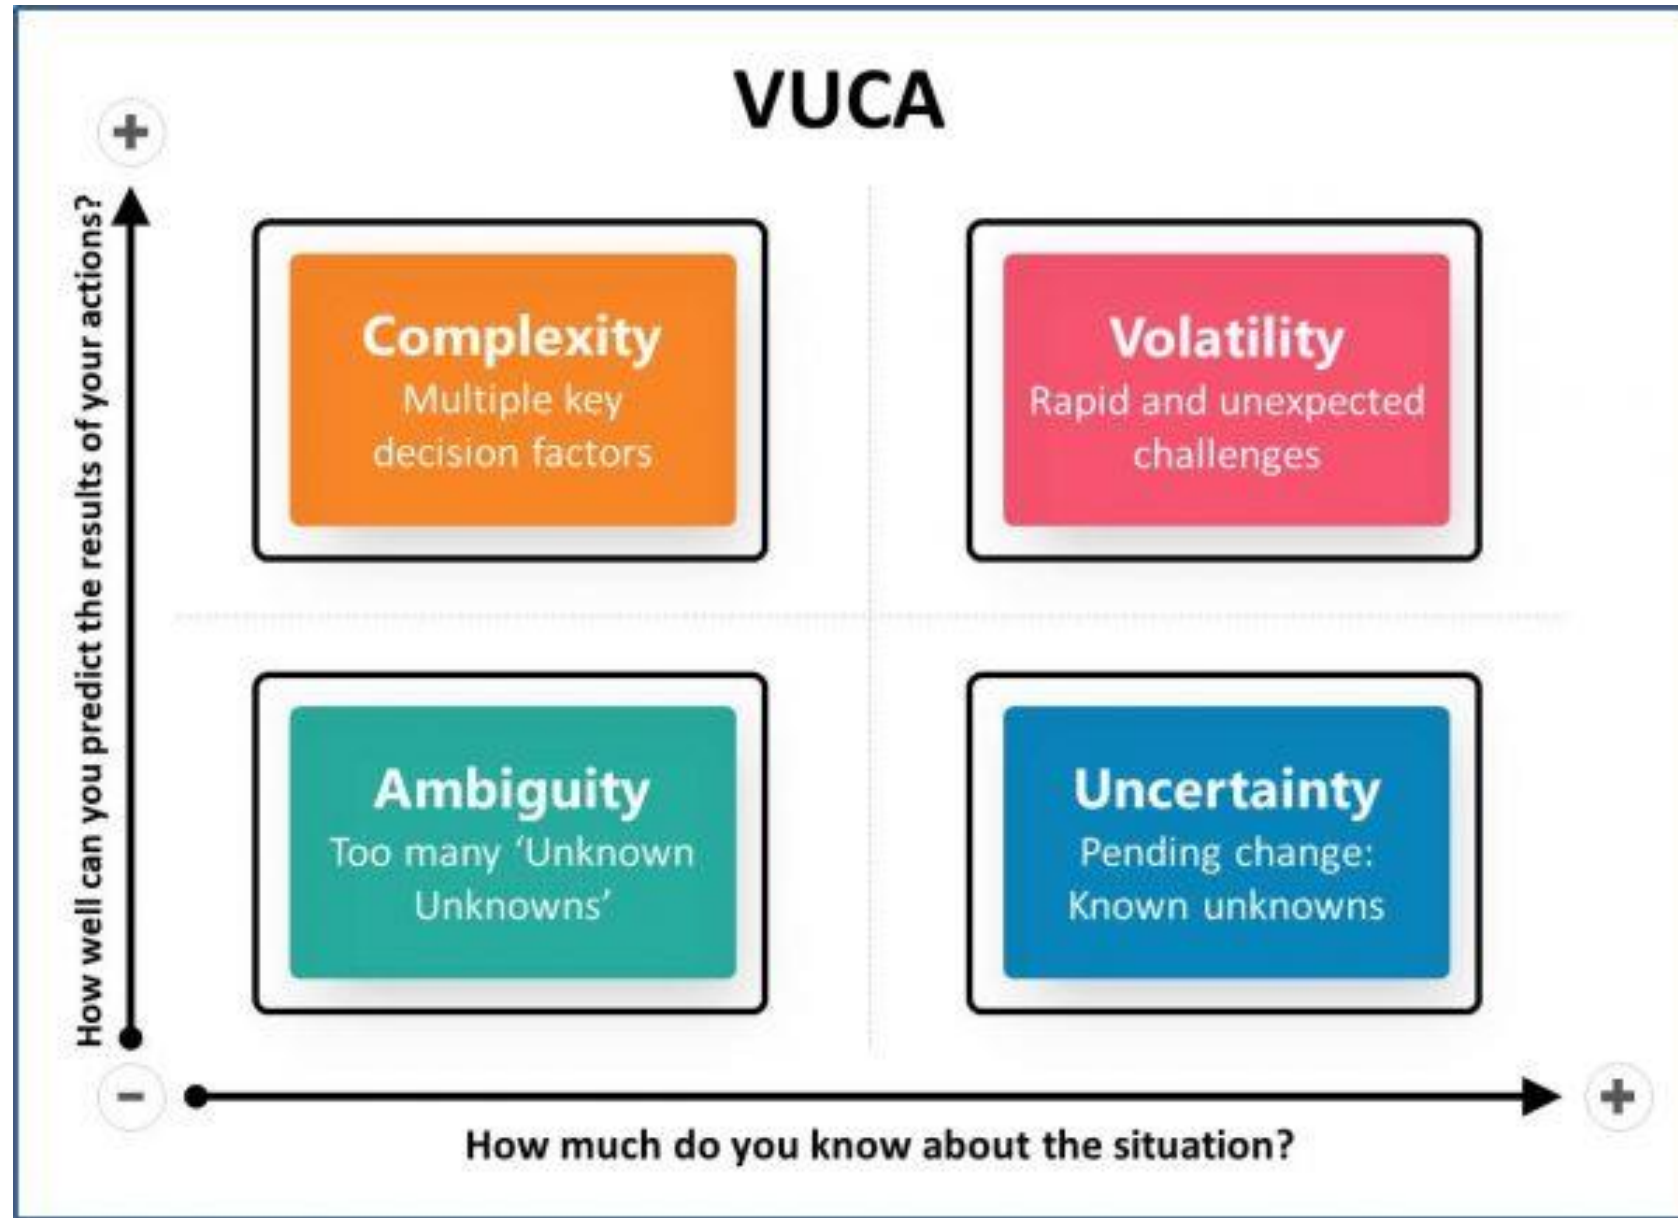 VUCA
How well can you predict the results of your actions?
Complexity
Multiple key
decision factors
Volatility
Rapid and unexpected
challenges
Ambiguity
Too many ‘Unknown
Unknowns’
Uncertainty
Pending change:
Known unknowns
How much do you know about the situation?